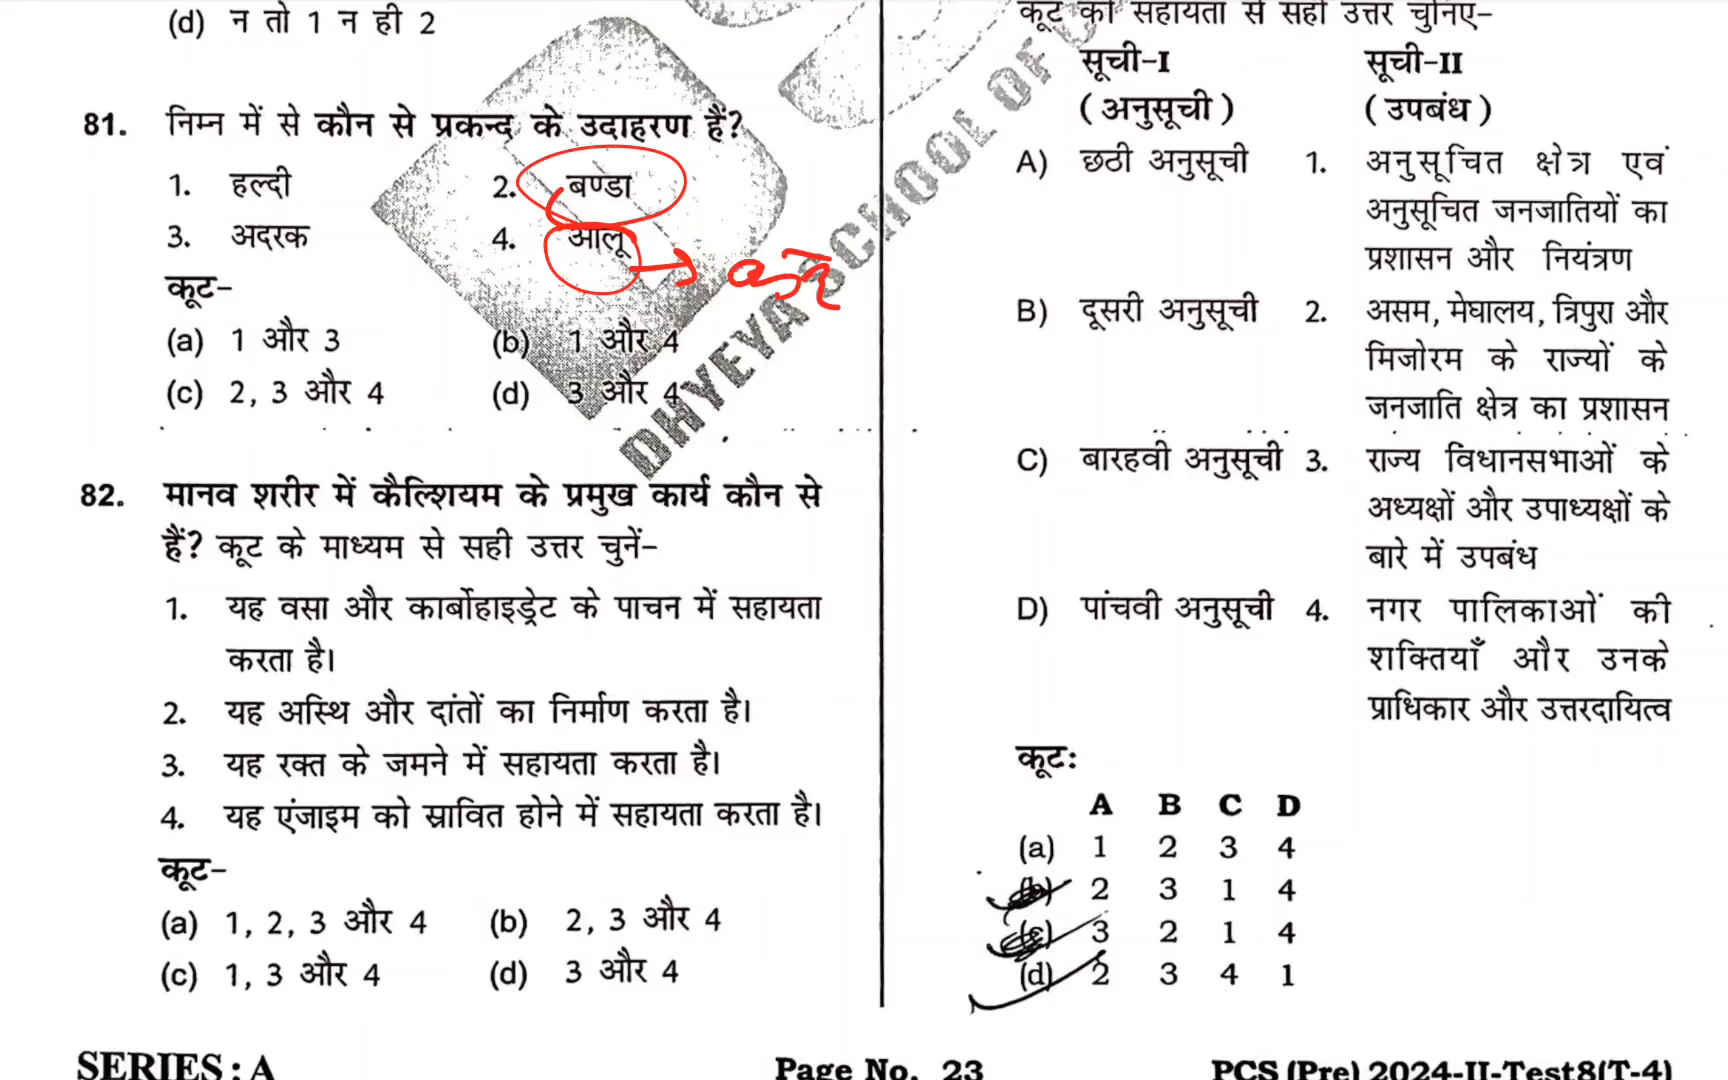 (d) न तो 1 न ही 2
81. निम्न में से कौन से प्रकन्द के उदाहरण हैं?
1. हल्दी 2. बण्डा
3. अदरक 4. आलू
कूट-
(a) 1 और 3 (b) 1 और 4
(c) 2, 3 और 4 (d) 3 और 4
82. मानव शरीर में कैल्शियम के प्रमुख कार्य कौन से
हैं? कूट के माध्यम से सही उत्तर चुनें-
1. यह वसा और कार्बोहाइड्रेट के पाचन में सहायता
करता है।
2. यह अस्थि और दांतों का निर्माण करता है।
3. यह रक्त के जमने में सहायता करता है।
4. यह एंजाइम को स्रावित होने में सहायता करता है।
कूट-
(a) 1, 2, 3 और 4 (b) 2, 3 और 4
(c) 1, 3 और 4 (d) 3 और 4
कूट की सहायता से सही उत्तर चुनिए-
सूची-I सूची-II
(अनुसूची) (उपबंध)
A) छठी अनुसूची 1. अनुसूचित क्षेत्र एवं
अनुसूचित जनजातियों का
प्रशासन और नियंत्रण
B) दूसरी अनुसूची 2. असम, मेघालय, त्रिपुरा और
मिजोरम के राज्यों के
जनजाति क्षेत्र का प्रशासन
C) बारहवी अनुसूची 3. राज्य विधानसभाओं के
अध्यक्षों और उपाध्यक्षों के
बारे में उपबंध
D) पांचवी अनुसूची 4. नगर पालिकाओं की
शक्तियाँ और उनके
प्राधिकार और उत्तरदायित्व
कूट:
A B C D
(a) 1 2 3 4
(b) 2 3 1 4
(c) 3 2 1 4
(d) 2 3 4 1
DHYEYA SCHOOL OF
SERIES : A Page No. 23 PCS (Pre) 2024-II-Test8(T-4)